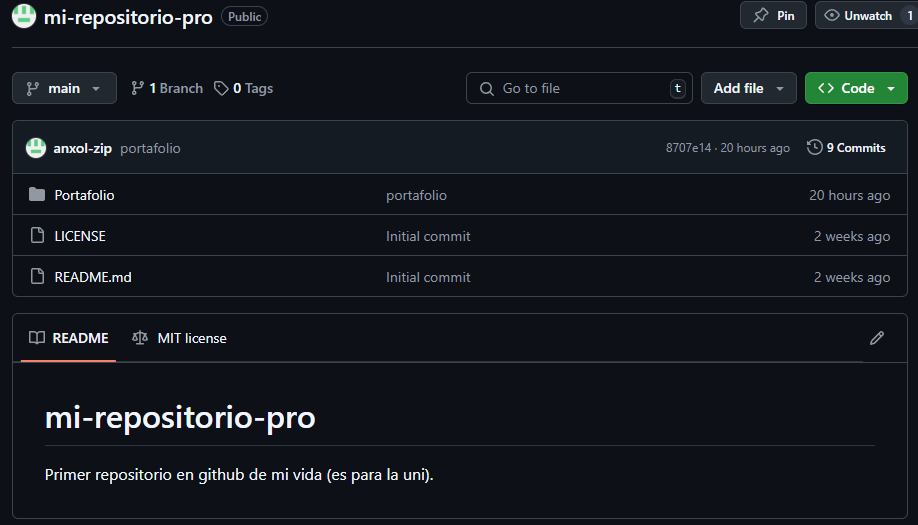 mi-repositorio-pro Public Pin Unwatch 1
main 1 Branch 0 Tags Go to file t Add file Code
anxol-zip portafolio 8707e14 · 20 hours ago 9 Commits
Portafolio portafolio 20 hours ago
LICENSE Initial commit 2 weeks ago
README.md Initial commit 2 weeks ago
README MIT license
mi-repositorio-pro
Primer repositorio en github de mi vida (es para la uni).